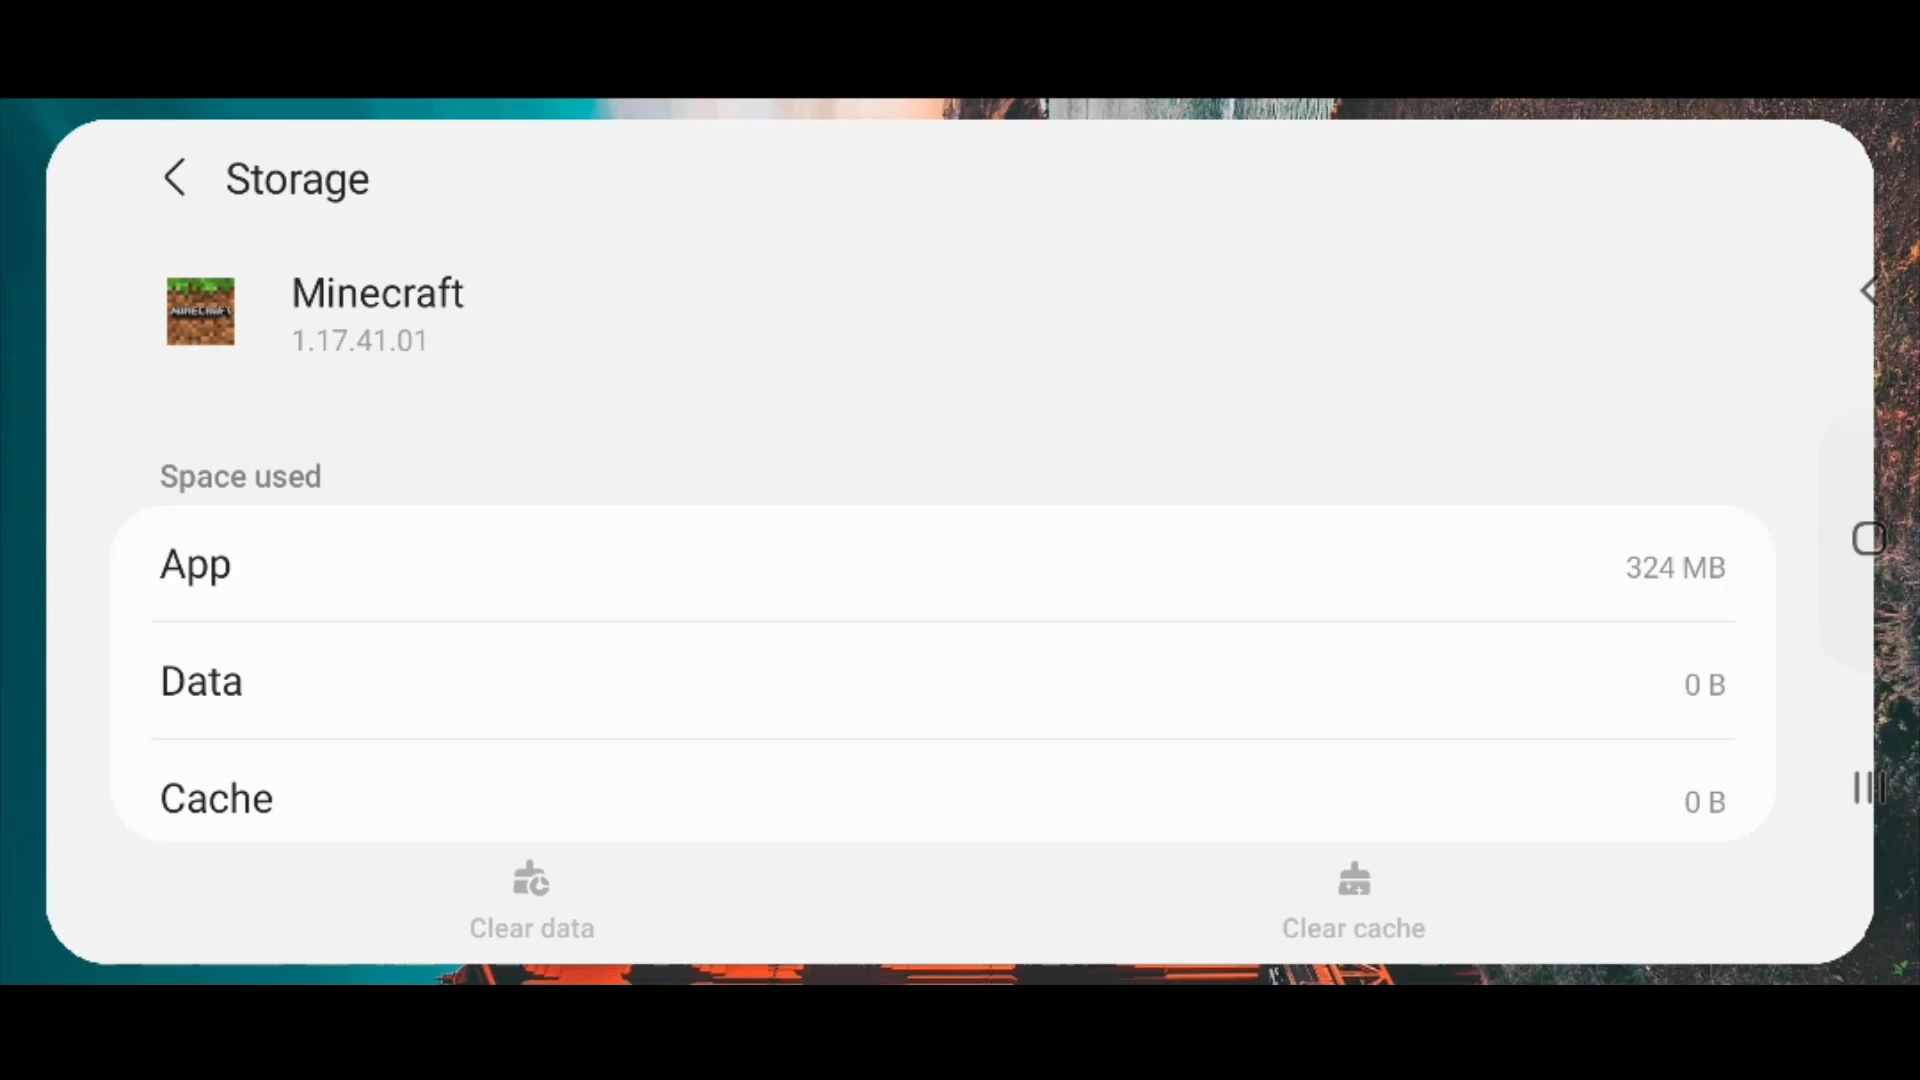 Storage
MINECRAFT
Minecraft
1.17.41.01
Space used
App
324 MB
Data
0 B
Cache
0 B
Clear data
Clear cache